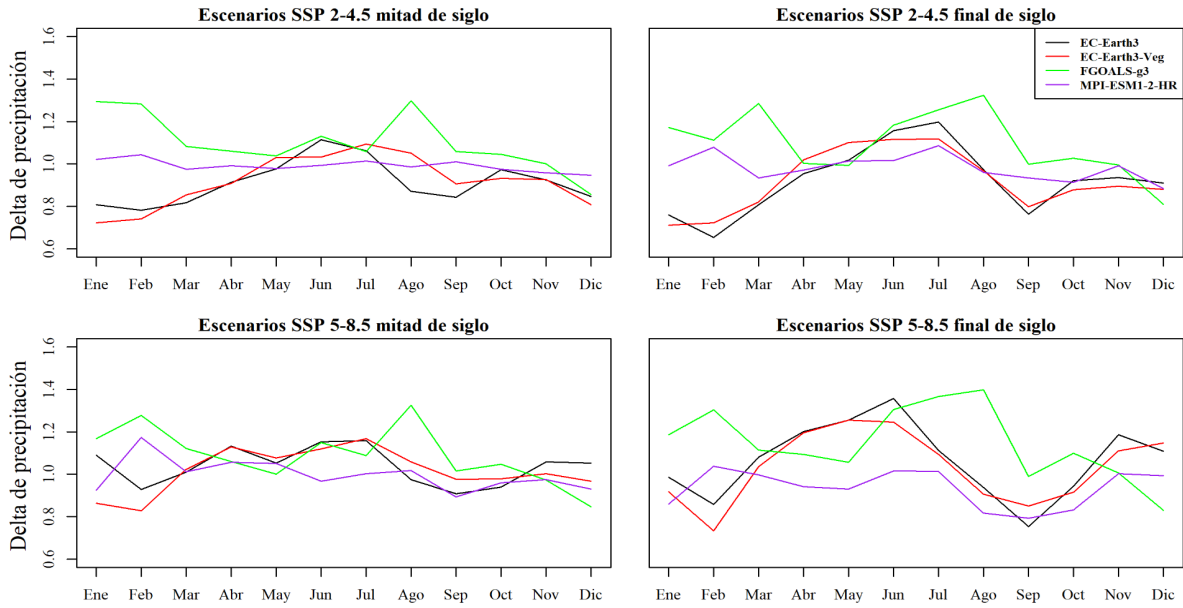 Escenarios SSP 2-4.5 mitad de siglo
Delta de precipitación
1.6
1.4
1.2
1.0
0.8
0.6
Ene Feb Mar Abr May Jun Jul Ago Sep Oct Nov Dic
Escenarios SSP 2-4.5 final de siglo
EC-Earth3
EC-Earth3-Veg
FGOALS-g3
MPI-ESM1-2-HR
Ene Feb Mar Abr May Jun Jul Ago Sep Oct Nov Dic
Escenarios SSP 5-8.5 mitad de siglo
Delta de precipitación
1.6
1.4
1.2
1.0
0.8
0.6
Ene Feb Mar Abr May Jun Jul Ago Sep Oct Nov Dic
Escenarios SSP 5-8.5 final de siglo
Ene Feb Mar Abr May Jun Jul Ago Sep Oct Nov Dic